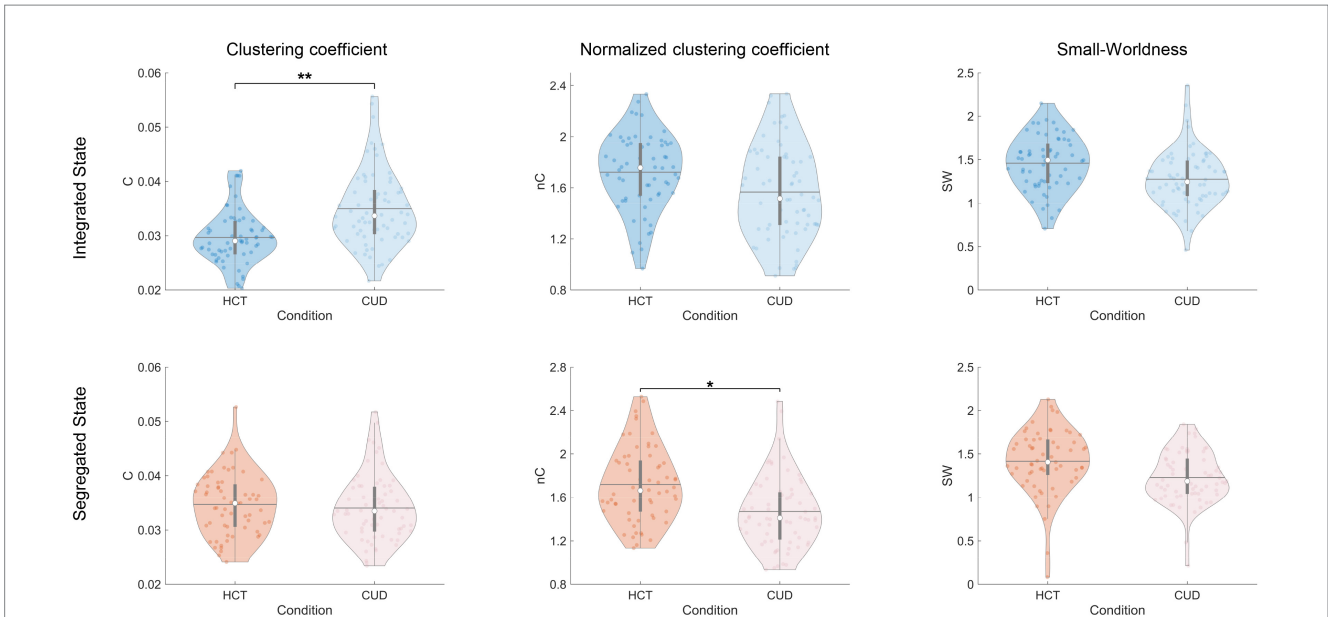 Clustering coefficient
Normalized clustering coefficient
Small-Worldness
Integrated State
C
0.06
0.05
0.04
0.03
0.02
**
HCT
CUD
Condition
nC
2.4
2
1.6
1.2
0.8
HCT
CUD
Condition
SW
2.5
2
1.5
1
0.5
0
HCT
CUD
Condition
Segregated State
C
0.06
0.05
0.04
0.03
0.02
HCT
CUD
Condition
nC
2.8
2.4
2
1.6
1.2
0.8
*
HCT
CUD
Condition
SW
2.5
2
1.5
1
0.5
0
HCT
CUD
Condition